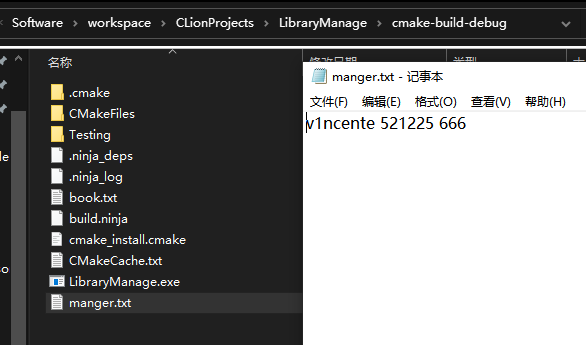 Software > workspace > CLionProjects > LibraryManage > cmake-build-debug
名称
.cmake
CMakeFiles
Testing
.ninja_deps
.ninja_log
book.txt
build.ninja
cmake_install.cmake
CMakeCache.txt
LibraryManage.exe
manger.txt
manger.txt - 记事本
文件(F) 编辑(E) 格式(O) 查看(V) 帮助(H)
v1ncente 521225 666